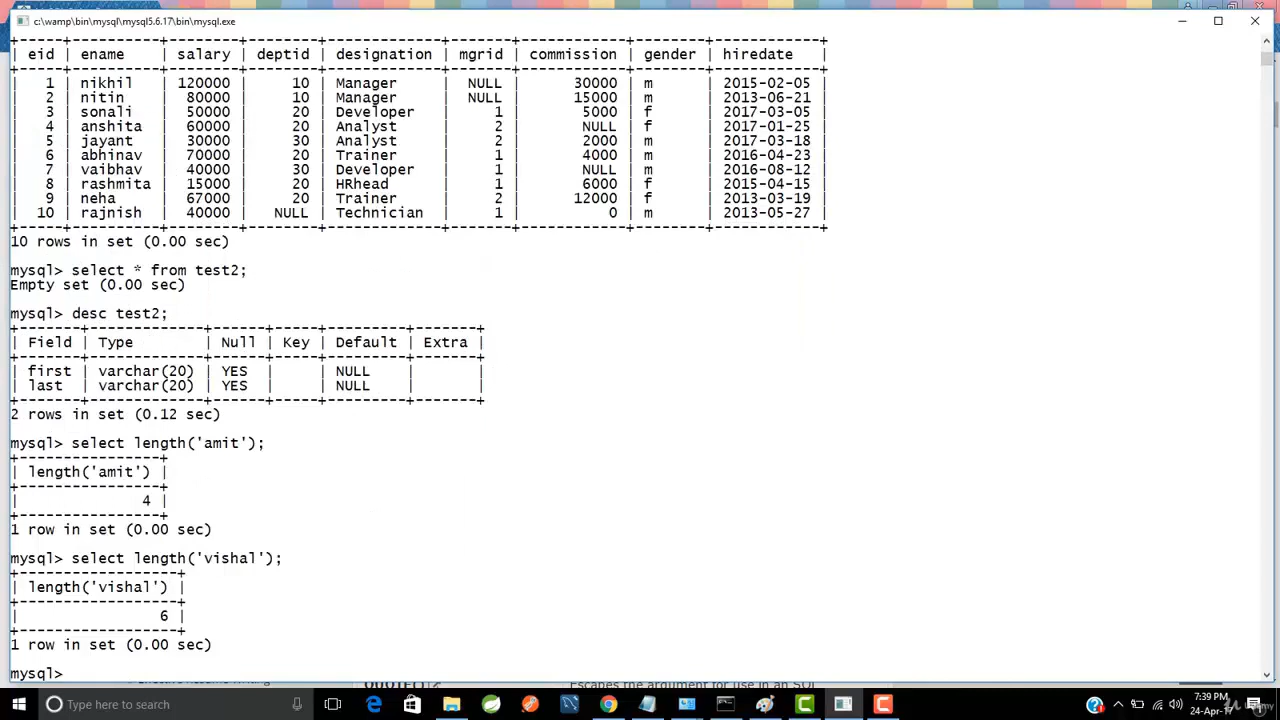 c:\wamp\bin\mysql\mysql5.6.17\bin\mysql.exe
+-----+----------+--------+--------+-------------+-------+------------+--------+------------+
| eid | ename    | salary | deptid | designation | mgrid | commission | gender | hiredate   |
+-----+----------+--------+--------+-------------+-------+------------+--------+------------+
|   1 | nikhil   | 120000 |     10 | Manager     |  NULL |      30000 | m      | 2015-02-05 |
|   2 | nitin    |  80000 |     10 | Manager     |  NULL |      15000 | m      | 2013-06-21 |
|   3 | sonali   |  50000 |     20 | Developer   |     1 |       5000 | f      | 2017-03-05 |
|   4 | anshita  |  60000 |     20 | Analyst     |     2 |       NULL | f      | 2017-01-25 |
|   5 | jayant   |  30000 |     30 | Analyst     |     2 |       2000 | m      | 2017-03-18 |
|   6 | abhinav  |  70000 |     20 | Trainer     |     1 |       4000 | m      | 2016-04-23 |
|   7 | vaibhav  |  40000 |     30 | Developer   |     1 |       NULL | m      | 2016-08-12 |
|   8 | rashmita |  15000 |     20 | HRhead      |     1 |       6000 | f      | 2015-04-15 |
|   9 | neha     |  67000 |     20 | Trainer     |     2 |      12000 | f      | 2013-03-19 |
|  10 | rajnish  |  40000 |   NULL | Technician  |     1 |          0 | m      | 2013-05-27 |
+-----+----------+--------+--------+-------------+-------+------------+--------+------------+
10 rows in set (0.00 sec)
mysql> select * from test2;
Empty set (0.00 sec)
mysql> desc test2;
+-------+-------------+------+-----+---------+-------+
| Field | Type        | Null | Key | Default | Extra |
+-------+-------------+------+-----+---------+-------+
| first | varchar(20) | YES  |     | NULL    |       |
| last  | varchar(20) | YES  |     | NULL    |       |
+-------+-------------+------+-----+---------+-------+
2 rows in set (0.12 sec)
mysql> select length('amit');
+----------------+
| length('amit') |
+----------------+
|              4 |
+----------------+
1 row in set (0.00 sec)
mysql> select length('vishal');
+------------------+
| length('vishal') |
+------------------+
|                6 |
+------------------+
1 row in set (0.00 sec)
mysql>
Type here to search
7:39 PM
24-Apr-17